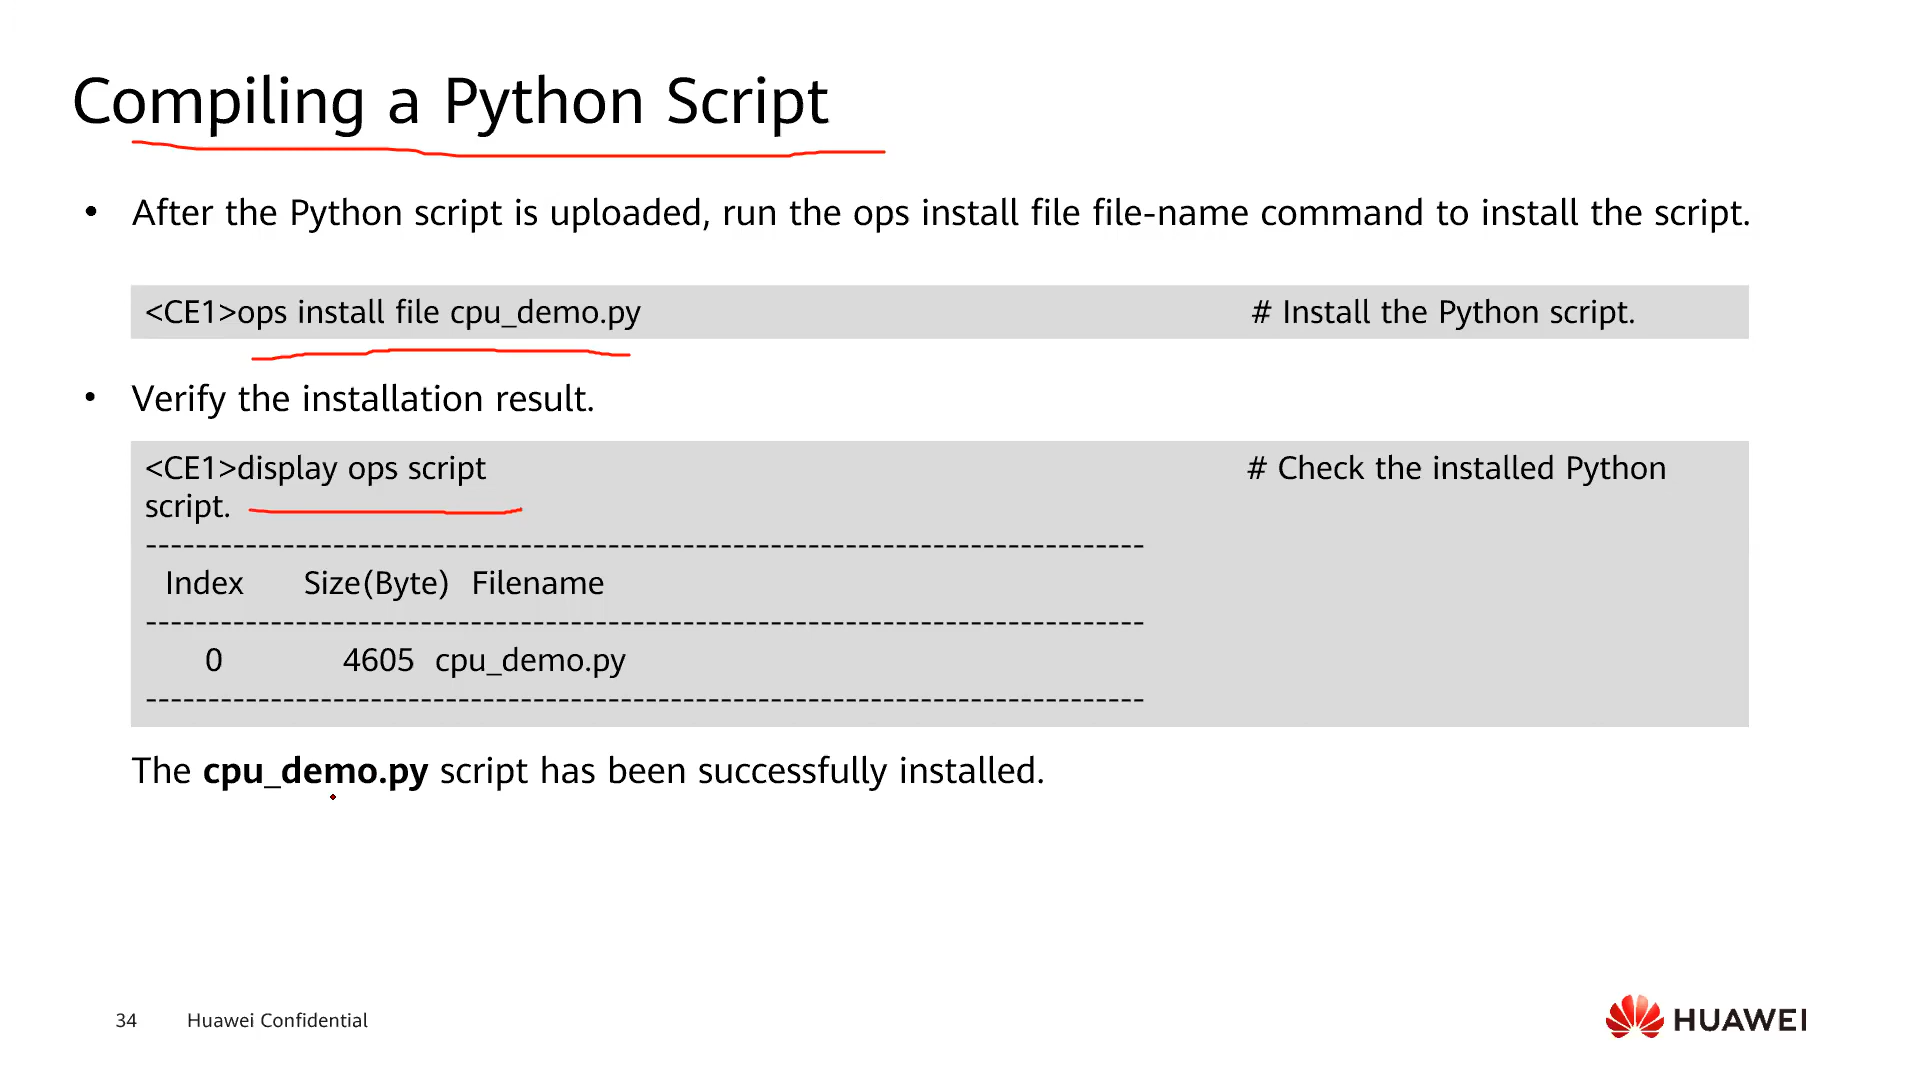 Compiling a Python Script
• After the Python script is uploaded, run the ops install file file-name command to install the script.
<CE1>ops install file cpu_demo.py # Install the Python script.
• Verify the installation result.
<CE1>display ops script # Check the installed Python
script.
--------------------------------------------------------------------------------
Index Size(Byte) Filename
--------------------------------------------------------------------------------
0 4605 cpu_demo.py
--------------------------------------------------------------------------------
The cpu_demo.py script has been successfully installed.
34 Huawei Confidential
HUAWEI